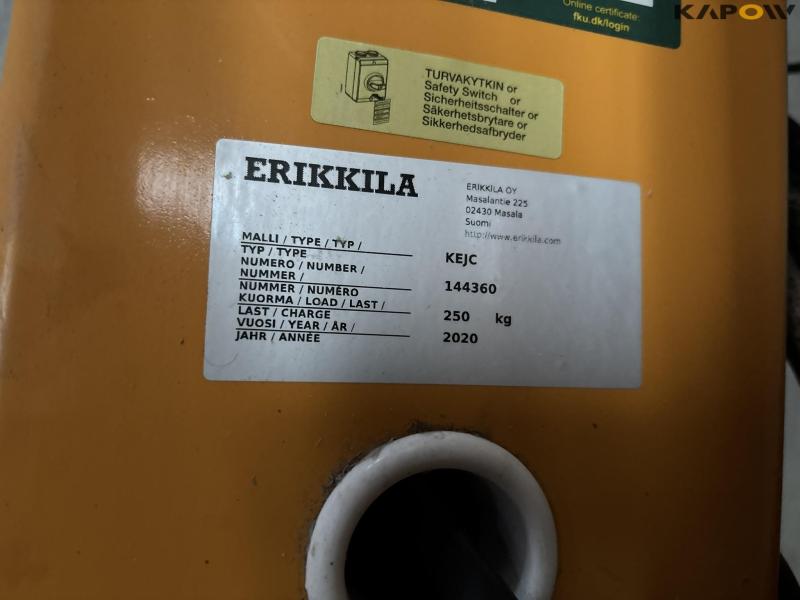 Online certificate:
fku.dk/login
KAPOW
TURVAKYTKIN or
Safety Switch or
Sicherheitsschalter or
Säkerhetsbrytare or
Sikkerhedsafbryder
ERIKKILA
ERIKKILA OY
Masalantie 225
02430 Masala
Suomi
http://www.erikkila.com
MALLI / TYPE / TYP /
TYP / TYPE
KEJC
NUMERO / NUMBER /
NUMMER /
NUMMER / NUMÉRO
144360
KUORMA / LOAD / LAST /
LAST / CHARGE
250 kg
VUOSI / YEAR / ÅR /
JAHR / ANNÉE
2020